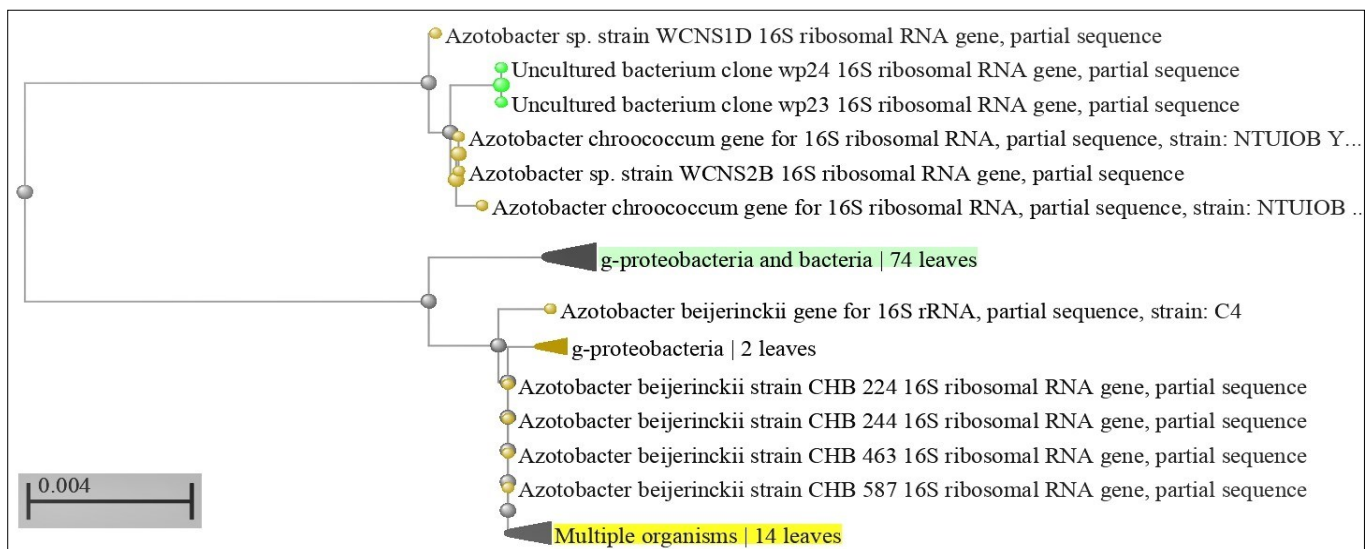 Azotobacter sp. strain WCNS1D 16S ribosomal RNA gene, partial sequence
Uncultured bacterium clone wp24 16S ribosomal RNA gene, partial sequence
Uncultured bacterium clone wp23 16S ribosomal RNA gene, partial sequence
Azotobacter chroococcum gene for 16S ribosomal RNA, partial sequence, strain: NTUIOB Y...
Azotobacter sp. strain WCNS2B 16S ribosomal RNA gene, partial sequence
Azotobacter chroococcum gene for 16S ribosomal RNA, partial sequence, strain: NTUIOB ...
g-proteobacteria and bacteria | 74 leaves
Azotobacter beijerinckii gene for 16S rRNA, partial sequence, strain: C4
g-proteobacteria | 2 leaves
Azotobacter beijerinckii strain CHB 224 16S ribosomal RNA gene, partial sequence
Azotobacter beijerinckii strain CHB 244 16S ribosomal RNA gene, partial sequence
Azotobacter beijerinckii strain CHB 463 16S ribosomal RNA gene, partial sequence
Azotobacter beijerinckii strain CHB 587 16S ribosomal RNA gene, partial sequence
0.004
Multiple organisms | 14 leaves